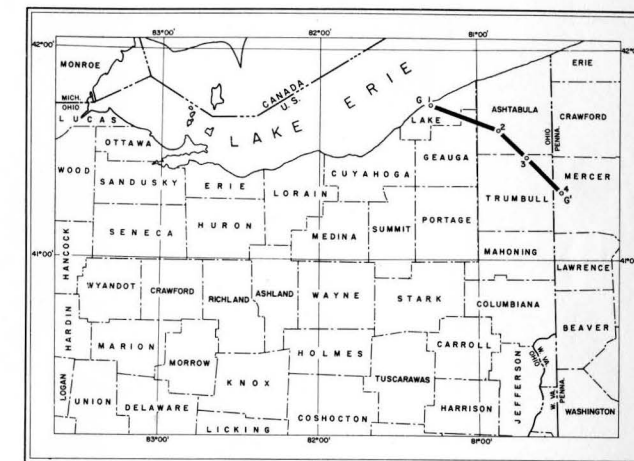 83°00' 82°00' 81°00'
42°00' 42°00'
MONROE
ERIE
CANADA
U.S.
MICH.
OHIO
LAKE ERIE
G 1
LAKE
ASHTABULA
OHIO
PENNA.
CRAWFORD
LUCAS
2
OTTAWA
GEAUGA
3
WOOD
SANDUSKY
ERIE
LORAIN
CUYAHOGA
MERCER
4
G'
TRUMBULL
HURON
SENECA
MEDINA
SUMMIT
PORTAGE
HANCOCK
MAHONING
41°00' 41°00'
LAWRENCE
WYANDOT
CRAWFORD
RICHLAND
ASHLAND
WAYNE
STARK
COLUMBIANA
HARDIN
BEAVER
MARION
MORROW
HOLMES
CARROLL
W. VA.
OHIO
TUSCARAWAS
JEFFERSON
LOGAN
KNOX
UNION
DELAWARE
COSHOCTON
HARRISON
W. VA.
PENNA.
WASHINGTON
LICKING
83°00' 82°00' 81°00'